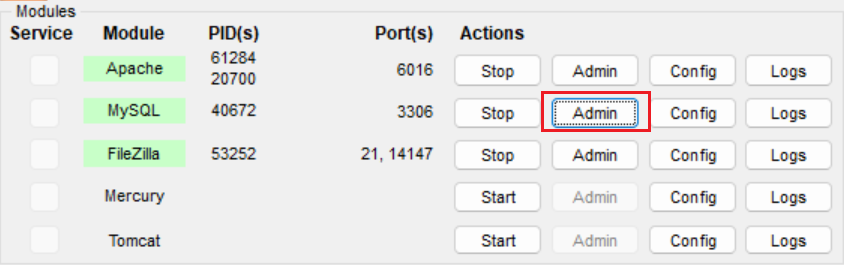 Modules
Service Module PID(s) Port(s) Actions
Apache 61284 20700 6016 Stop Admin Config Logs
MySQL 40672 3306 Stop Admin Config Logs
FileZilla 53252 21, 14147 Stop Admin Config Logs
Mercury Start Admin Config Logs
Tomcat Start Admin Config Logs